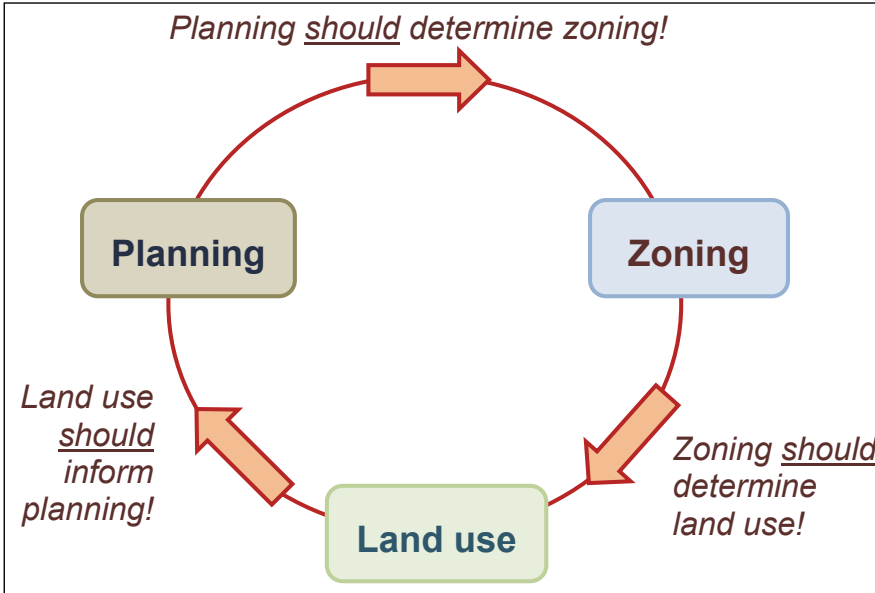 Planning should determine zoning!
Planning
Zoning
Land use
should
inform
planning!
Zoning should
determine
land use!
Land use